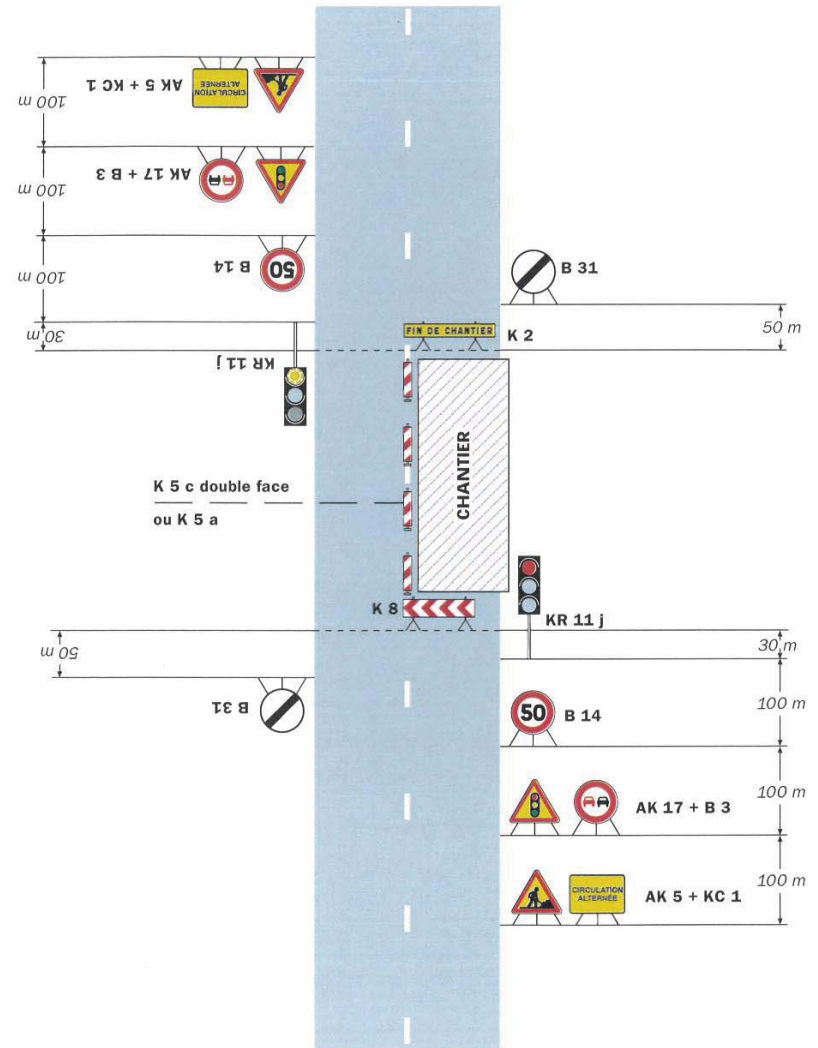 AK 5 + KC 1
CIRCULATION
ALTERNÉE
100 m
AK 17 + B 3
100 m
B 14
50
100 m
30 m
KR 11 j
B 31
50 m
FIN DE CHANTIER
K 2
CHANTIER
K 5 c double face
ou K 5 a
K 8
KR 11 j
50 m
30 m
B 31
50
B 14
100 m
AK 17 + B 3
100 m
CIRCULATION
ALTERNÉE
AK 5 + KC 1
100 m